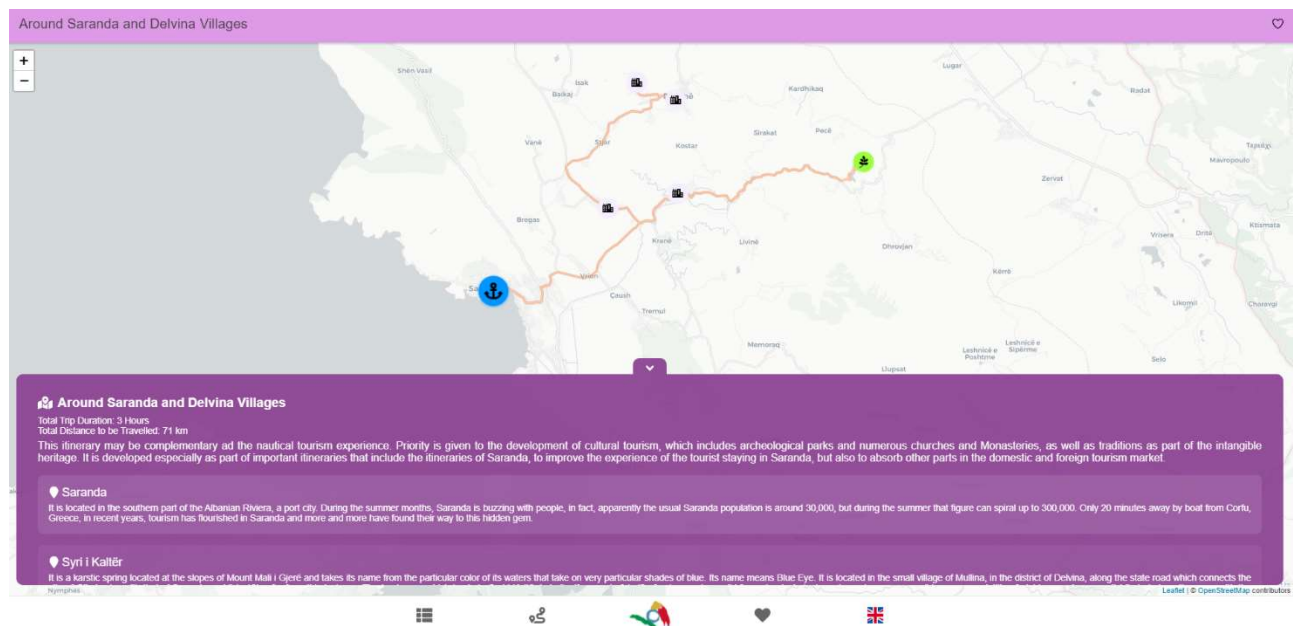 Around Saranda and Delvina Villages
+
−
Shën Vasil
Lugar
Isak
Baikaj
Kardhikaq
Radat
Vanë
Stjar
Kostar
Sirakat
Pecë
Tspsigi
Mavropoulo
Zervat
Bregas
Krane
Livinë
Dhrovjan
Vrisera
Dritë
Ktismata
Kërrë
Vrion
Çaush
Tremul
Likomvi
Charavgi
Memoraq
Leshnicë e
Poshtme
Leshnicë e
Sipërme
Selo
Llupsat
Around Saranda and Delvina Villages
Total Trip Duration: 3 Hours
Total Distance to be Travelled: 71 km
This itinerary may be complementary ad the nautical tourism experience. Priority is given to the development of cultural tourism, which includes archeological parks and numerous churches and Monasteries, as well as traditions as part of the intangible
heritage. It is developed especially as part of important itineraries that include the itineraries of Saranda, to improve the experience of the tourist staying in Saranda, but also to absorb other parts in the domestic and foreign tourism market.
Saranda
It is located in the southern part of the Albanian Riviera, a port city. During the summer months, Saranda is buzzing with people, in fact, apparently the usual Saranda population is around 30,000, but during the summer that figure can spiral up to 300,000. Only 20 minutes away by boat from Corfu,
Greece, in recent years, tourism has flourished in Saranda and more and more have found their way to this hidden gem.
Syri i Kaltër
It is a karstic spring located at the slopes of Mount Mali i Gjerë and takes its name from the particular color of its waters that take on very particular shades of blue. Its name means Blue Eye. It is located in the small village of Mullina, in the district of Delvina, along the state road which connects the
Nymphes
Leaflet | © OpenStreetMap contributors